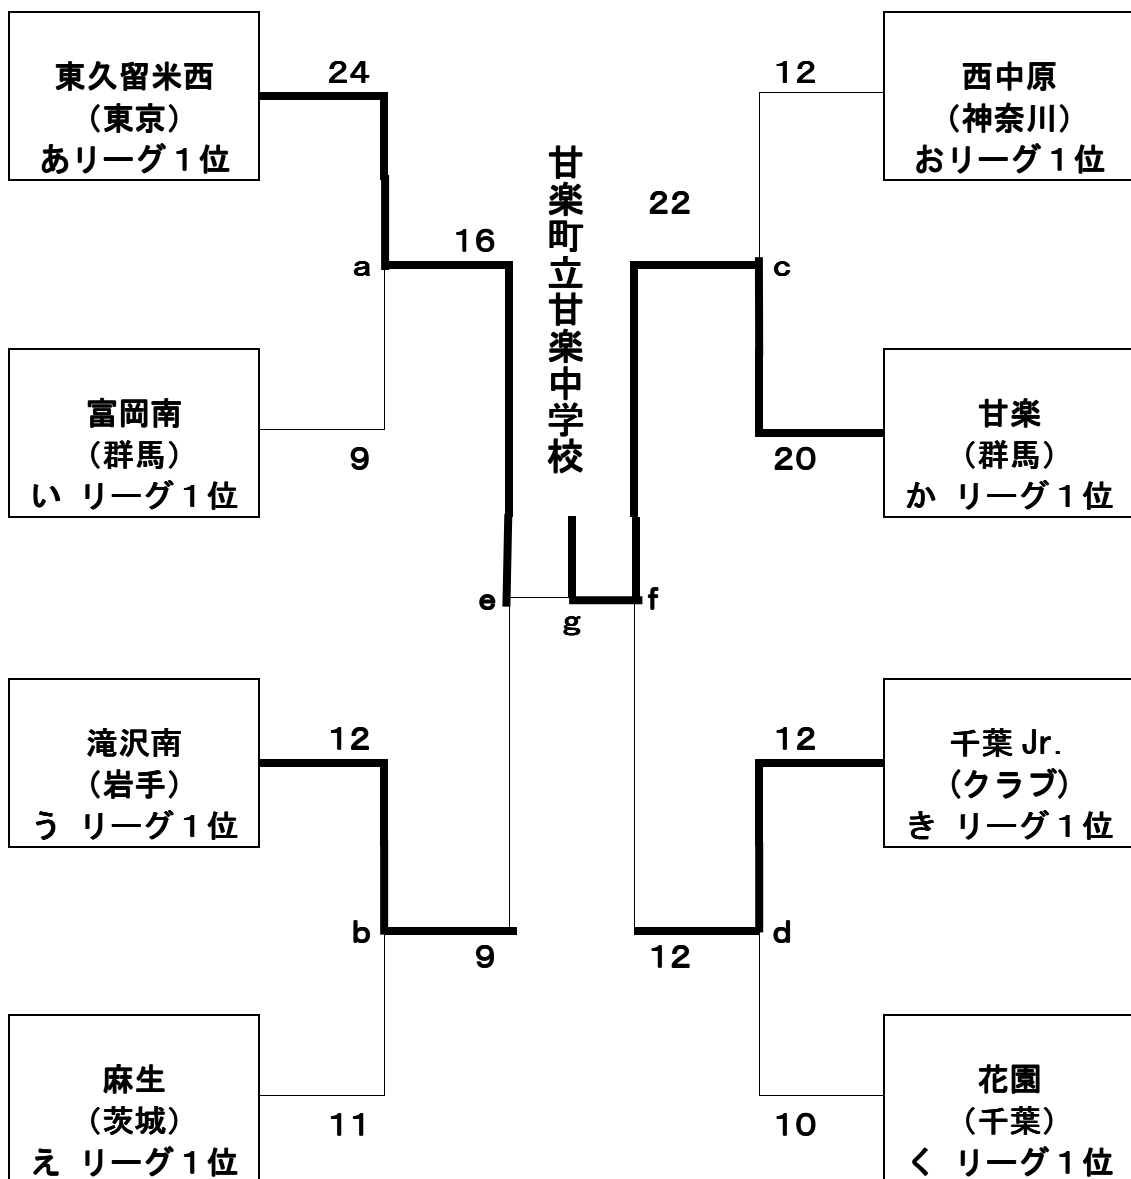 東久留米西
（東京）
あリーグ１位
24
12
西中原
（神奈川）
おリーグ１位
甘楽町立甘楽中学校
22
16
a
c
富岡南
（群馬）
い リーグ１位
9
20
甘楽
（群馬）
か リーグ１位
e
g
f
滝沢南
（岩手）
う リーグ１位
12
12
千葉 Jr.
（クラブ）
き リーグ１位
b
9
12
d
麻生
（茨城）
え リーグ１位
11
10
花園
（千葉）
く リーグ１位